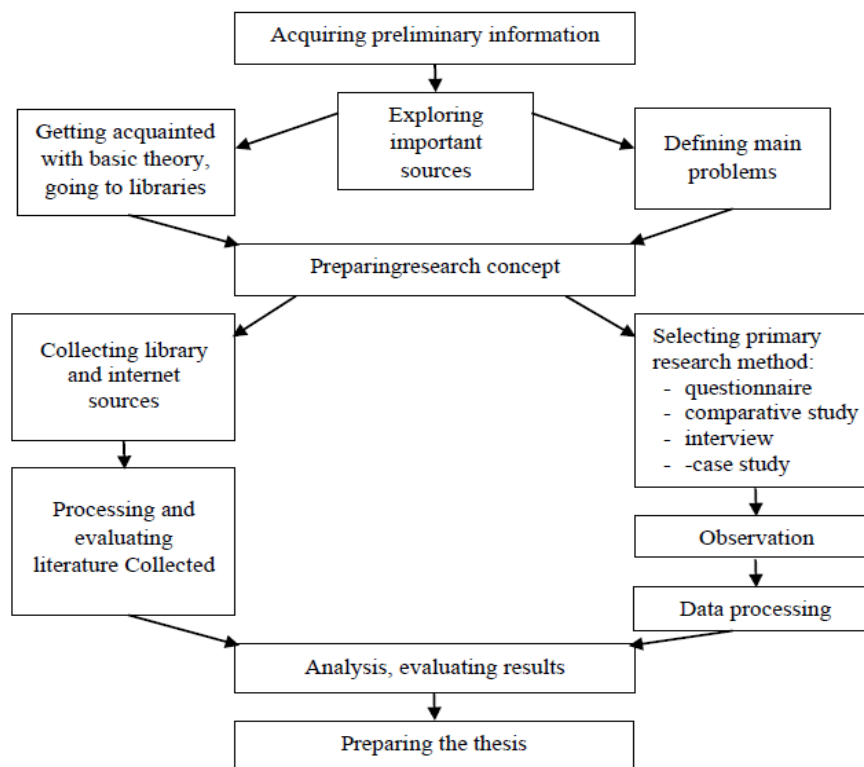 Acquiring preliminary information
Getting acquainted
with basic theory,
going to libraries
Exploring
important
sources
Defining main
problems
Preparingresearch concept
Collecting library
and internet
sources
Selecting primary
research method:
- questionnaire
- comparative study
- interview
- -case study
Processing and
evaluating
literature Collected
Observation
Data processing
Analysis, evaluating results
Preparing the thesis